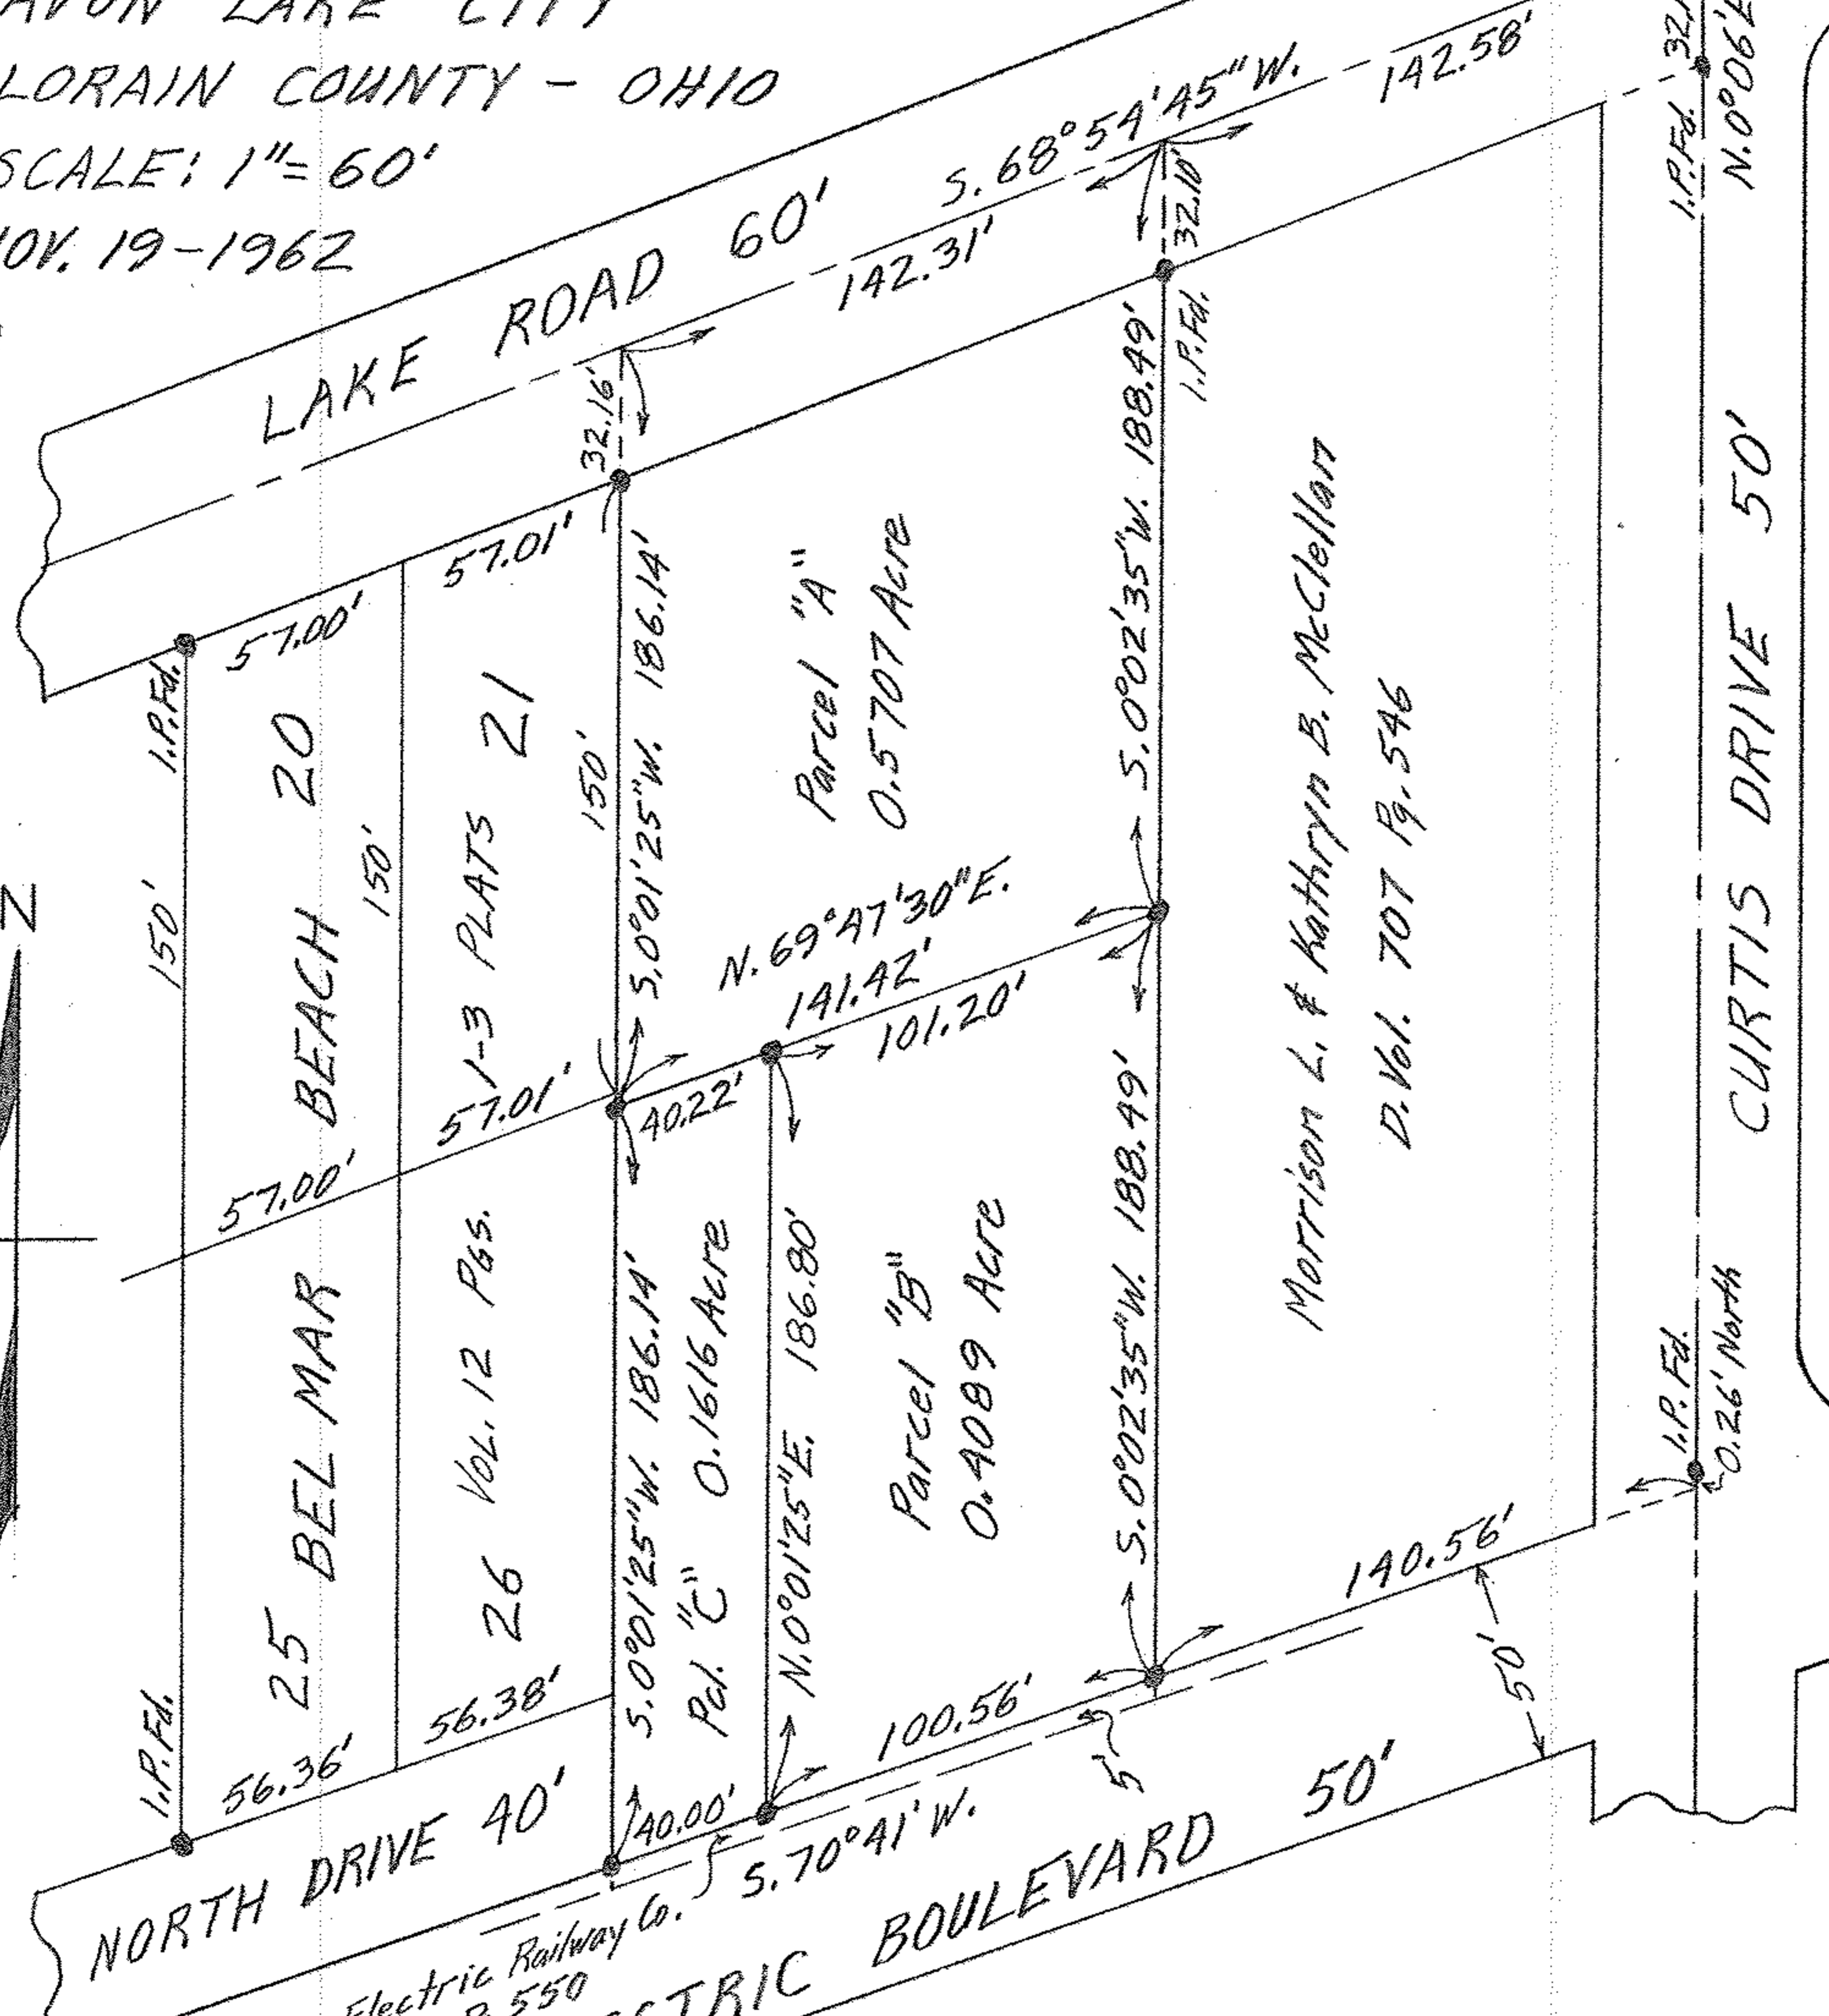 AVON LAKE CITY
LORAIN COUNTY - OHIO
SCALE: 1"= 60'
NOV. 19-1962
LAKE ROAD 60'
S. 68°54'45"W.
142.58'
142.31'
32.16'
32.10'
I.P.Fd.
I.P.Fd.
N.0°06'E
57.00'
57.01'
I.P.Fd.
150'
150'
150'
20
21
BEL MAR BEACH
VOL. 12 PGS. 1-3 PLATS
25
26
57.00'
57.01'
S.0°01'25"W. 186.14'
Parcel "A"
0.5707 Acre
S.0°02'35"W. 188.49'
N. 69°47'30"E.
141.42'
101.20'
40.22'
S.0°01'25"W. 186.14'
Pcl. "C" 0.1616 Acre
N.0°01'25"E. 186.80'
Parcel "B"
0.4089 Acre
S.0°02'35"W. 188.49'
Morrison L. & Kathryn B. McClellan
D. Vol. 707 Pg. 546
CURTIS DRIVE 50'
I.P. Fd.
0.26' North
I.P.Fd.
56.36'
56.38'
NORTH DRIVE 40'
40.00'
100.56'
140.56'
5'
50'
S. 70°41' W.
Electric Railway Co.
550
BOULEVARD 50'